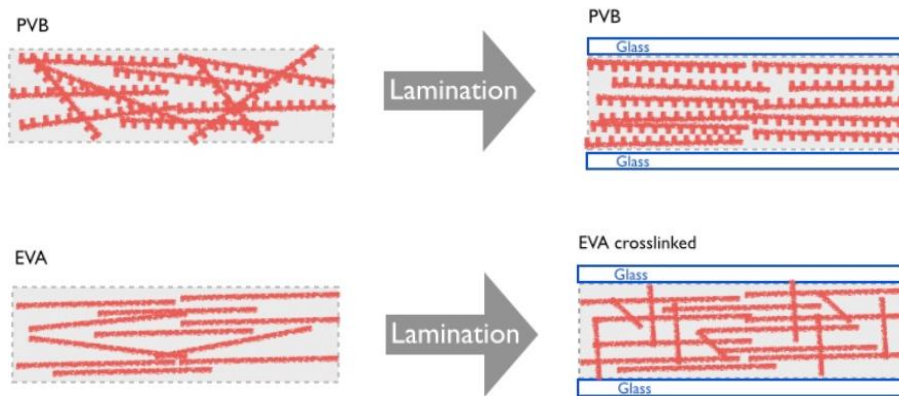 PVB
Lamination
PVB
Glass
Glass
EVA
Lamination
EVA crosslinked
Glass
Glass